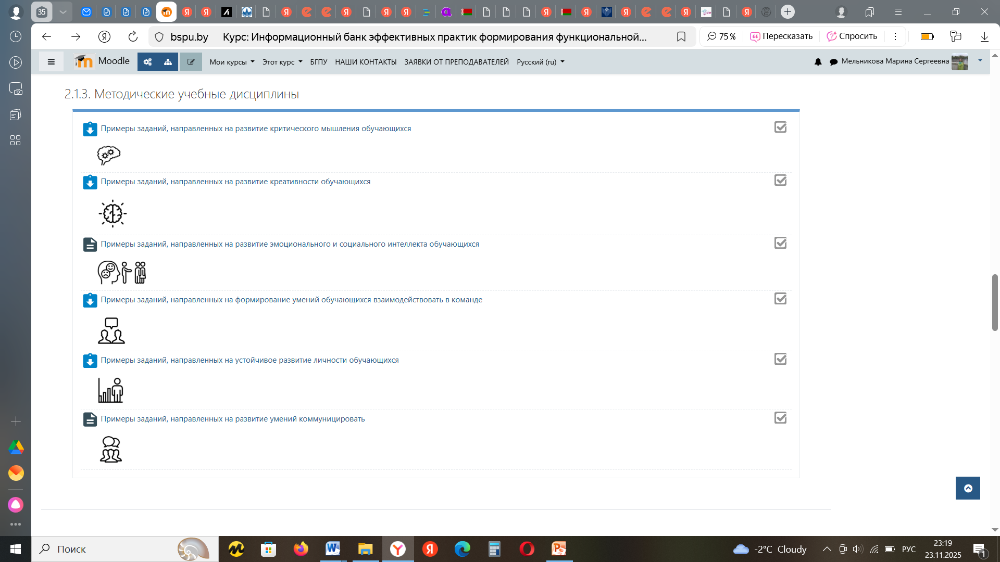 35
bspu.by
Курс: Информационный банк эффективных практик формирования функциональной...
75 %
Пересказать
Спросить
Moodle
Мои курсы
Этот курс
БГПУ
НАШИ КОНТАКТЫ
ЗАЯВКИ ОТ ПРЕПОДАВАТЕЛЕЙ
Русский (ru)
Мельникова Марина Сергеевна
2.1.3. Методические учебные дисциплины
Примеры заданий, направленных на развитие критического мышления обучающихся
Примеры заданий, направленных на развитие креативности обучающихся
Примеры заданий, направленных на развитие эмоционального и социального интеллекта обучающихся
Примеры заданий, направленных на формирование умений обучающихся взаимодействовать в команде
Примеры заданий, направленных на устойчивое развитие личности обучающихся
Примеры заданий, направленных на развитие умений коммуницировать
Поиск
-2°C Cloudy
РУС
23:19
23.11.2025
1